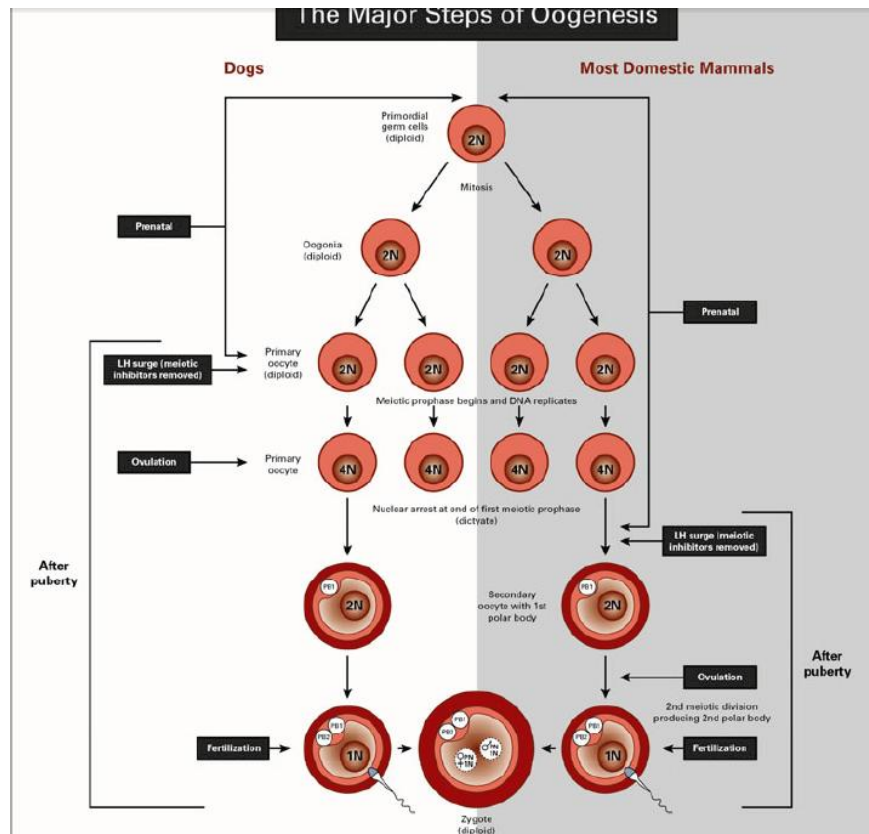 The Major Steps of Oogenesis
Dogs
Most Domestic Mammals
Primordial
germ cells
(diploid)
2N
Mitosis
Prenatal
Oogonia
(diploid)
2N
2N
Prenatal
LH surge (meiotic
inhibitors removed)
Primary
oocyte
(diploid)
2N
2N
2N
2N
Meiotic prophase begins and DNA replicates
Ovulation
Primary
oocyte
4N
4N
4N
4N
Nuclear arrest at end of first meiotic prophase
(dictyate)
LH surge (meiotic
inhibitors removed)
After
puberty
PB1
2N
Secondary
oocyte with 1st
polar body
PB1
2N
After
puberty
Ovulation
2nd meiotic division
producing 2nd polar body
Fertilization
PB1
PB2
1N
♀PN
1N
♂PN
1N
PB1
PB2
1N
Fertilization
Zygote
(diploid)